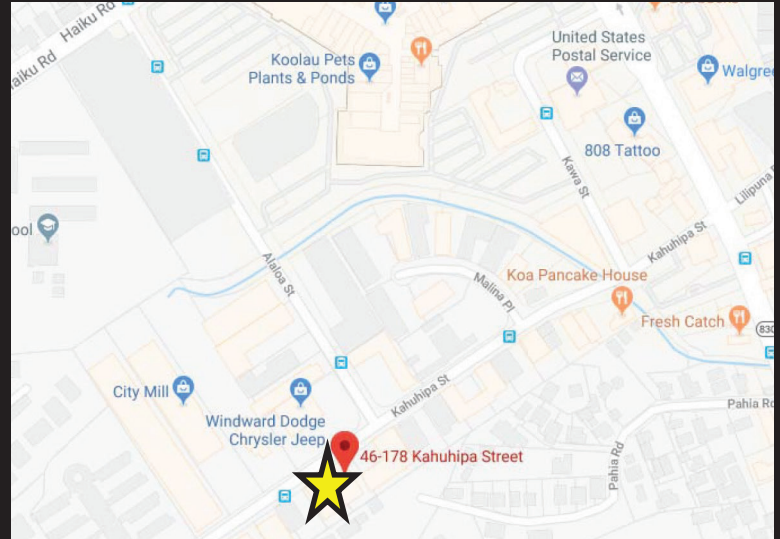 Haiku Rd
aiku Rd
Koolau Pets
Plants & Ponds
United States
Postal Service
Walgre
808 Tattoo
Kawa St
Lilipuna
ool
Kahuhipa St
Alaloa St
Malina Pl
Koa Pancake House
Fresh Catch
830
City Mill
Kahuhipa St
Windward Dodge
Chrysler Jeep
46-178 Kahuhipa Street
Pahia Rd
Pahia Rd